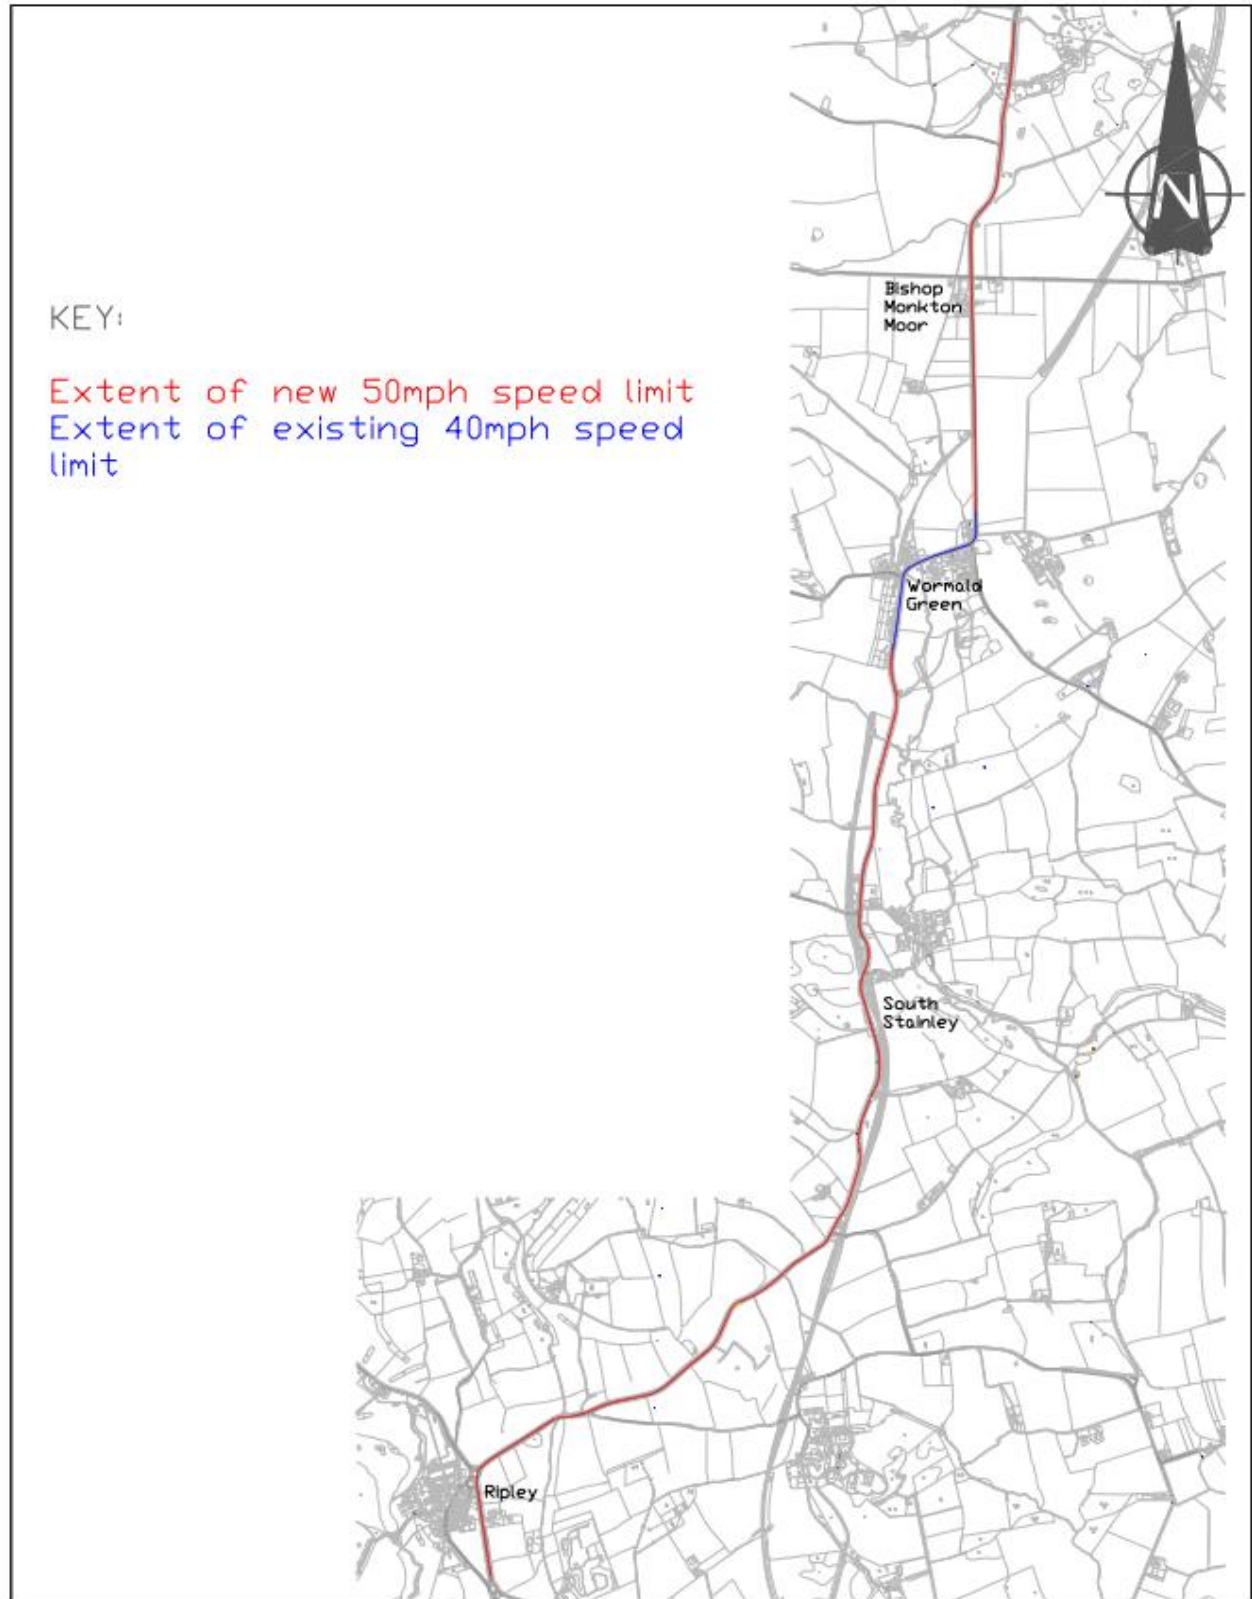 N
Bishop
Monkton
Moor
KEY:
Extent of new 50mph speed limit
Extent of existing 40mph speed
limit
Wormald
Green
South
Stainley
Ripley